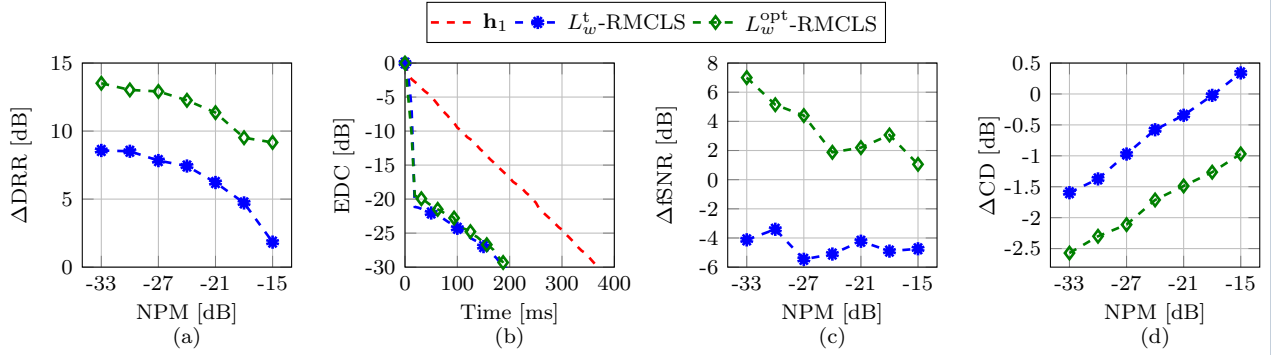 h₁ Lᵗ_w-RMCLS L^opt_w-RMCLS
15
10
5
0
ΔDRR [dB]
-33 -27 -21 -15
NPM [dB]
(a)
0
-5
-10
-15
-20
-25
-30
EDC [dB]
0 100 200 300 400
Time [ms]
(b)
8
6
4
2
0
-2
-4
-6
ΔfSNR [dB]
-33 -27 -21 -15
NPM [dB]
(c)
0.5
0
-0.5
-1
-1.5
-2
-2.5
ΔCD [dB]
-33 -27 -21 -15
NPM [dB]
(d)